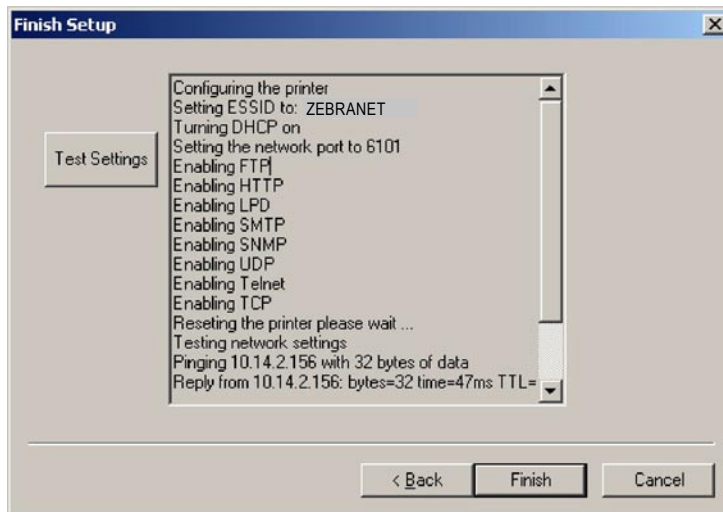 Finish Setup
Test Settings
Configuring the printer
Setting ESSID to: ZEBRANET
Turning DHCP on
Setting the network port to 6101
Enabling FTP
Enabling HTTP
Enabling LPD
Enabling SMTP
Enabling SNMP
Enabling UDP
Enabling Telnet
Enabling TCP
Reseting the printer please wait ...
Testing network settings
Pinging 10.14.2.156 with 32 bytes of data
Reply from 10.14.2.156: bytes=32 time=47ms TTL=
< Back
Finish
Cancel